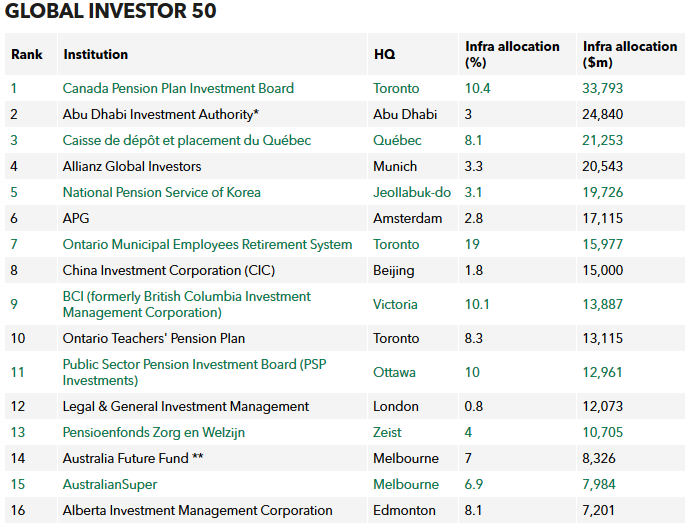 GLOBAL INVESTOR 50
Rank Institution HQ Infra allocation (%) Infra allocation ($m)
1 Canada Pension Plan Investment Board Toronto 10.4 33,793
2 Abu Dhabi Investment Authority* Abu Dhabi 3 24,840
3 Caisse de dépôt et placement du Québec Québec 8.1 21,253
4 Allianz Global Investors Munich 3.3 20,543
5 National Pension Service of Korea Jeollabuk-do 3.1 19,726
6 APG Amsterdam 2.8 17,115
7 Ontario Municipal Employees Retirement System Toronto 19 15,977
8 China Investment Corporation (CIC) Beijing 1.8 15,000
9 BCI (formerly British Columbia Investment Management Corporation) Victoria 10.1 13,887
10 Ontario Teachers' Pension Plan Toronto 8.3 13,115
11 Public Sector Pension Investment Board (PSP Investments) Ottawa 10 12,961
12 Legal & General Investment Management London 0.8 12,073
13 Pensioenfonds Zorg en Welzijn Zeist 4 10,705
14 Australia Future Fund ** Melbourne 7 8,326
15 AustralianSuper Melbourne 6.9 7,984
16 Alberta Investment Management Corporation Edmonton 8.1 7,201